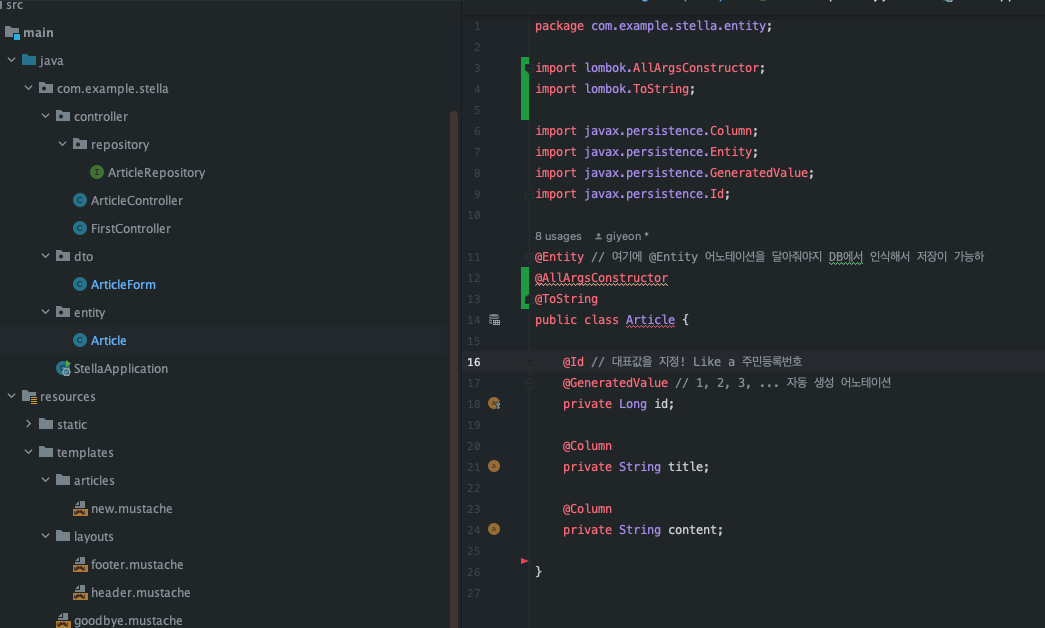 src
main
java
com.example.stella
controller
repository
ArticleRepository
ArticleController
FirstController
dto
ArticleForm
entity
Article
StellaApplication
resources
static
templates
articles
new.mustache
layouts
footer.mustache
header.mustache
goodbye.mustache
1 package com.example.stella.entity;
2
3 import lombok.AllArgsConstructor;
4 import lombok.ToString;
5
6 import javax.persistence.Column;
7 import javax.persistence.Entity;
8 import javax.persistence.GeneratedValue;
9 import javax.persistence.Id;
10
8 usages giyeon *
11 @Entity // 여기에 @Entity 어노테이션을 달아줘야지 DB에서 인식해서 저장이 가능하
12 @AllArgsConstructor
13 @ToString
14 public class Article {
15
16 @Id // 대표값을 지정! Like a 주민등록번호
17 @GeneratedValue // 1, 2, 3, ... 자동 생성 어노테이션
18 private Long id;
19
20 @Column
21 private String title;
22
23 @Column
24 private String content;
25
26 }
27